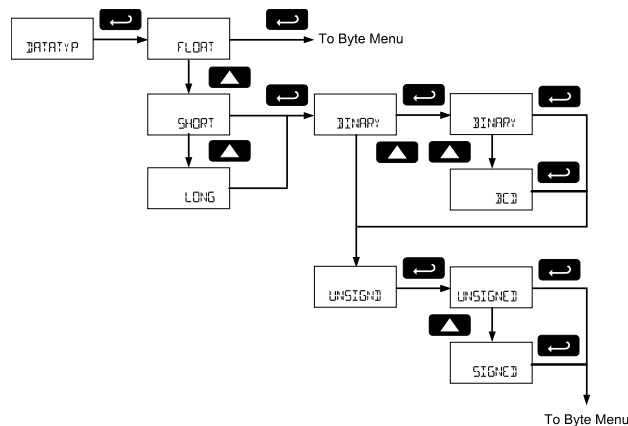 DATATYP
FLOAT
To Byte Menu
SHORT
BINARY
BINARY
LONG
BCD
UNSIGND
UNSIGNED
SIGNED
To Byte Menu